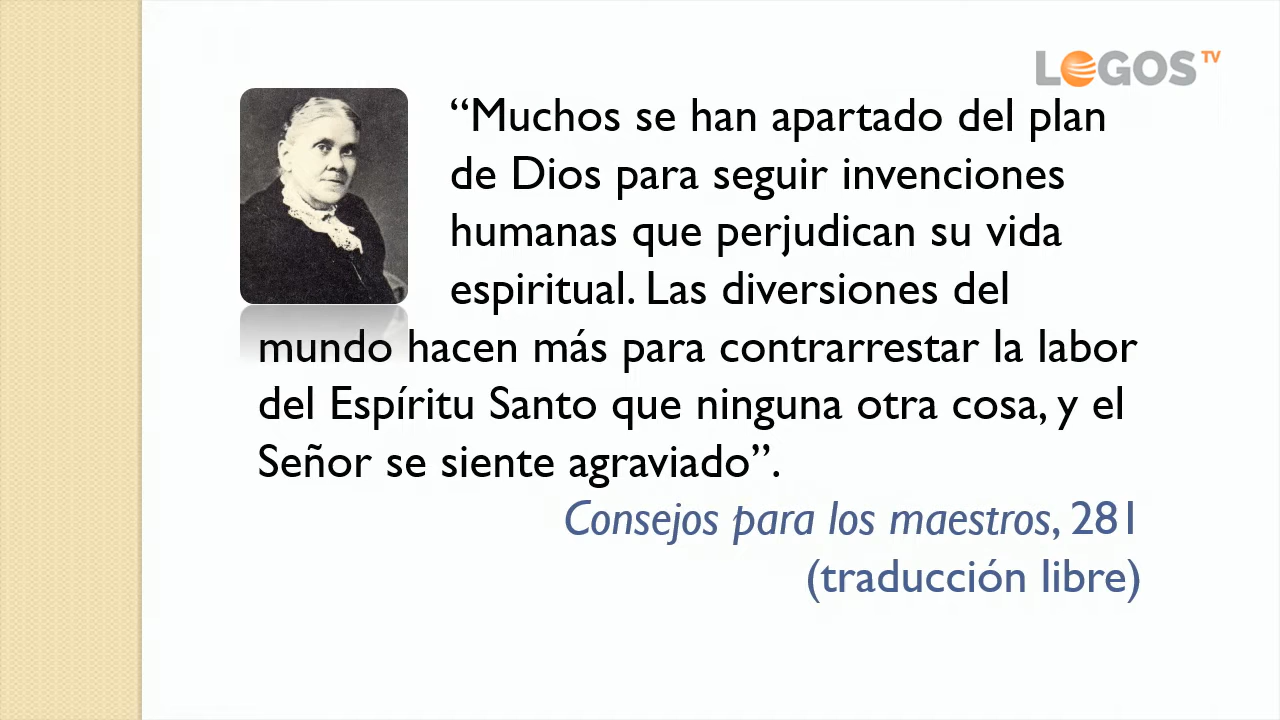 LOGOS TV
“Muchos se han apartado del plan
de Dios para seguir invenciones
humanas que perjudican su vida
espiritual. Las diversiones del
mundo hacen más para contrarrestar la labor
del Espíritu Santo que ninguna otra cosa, y el
Señor se siente agraviado”.
Consejos para los maestros, 281
(traducción libre)